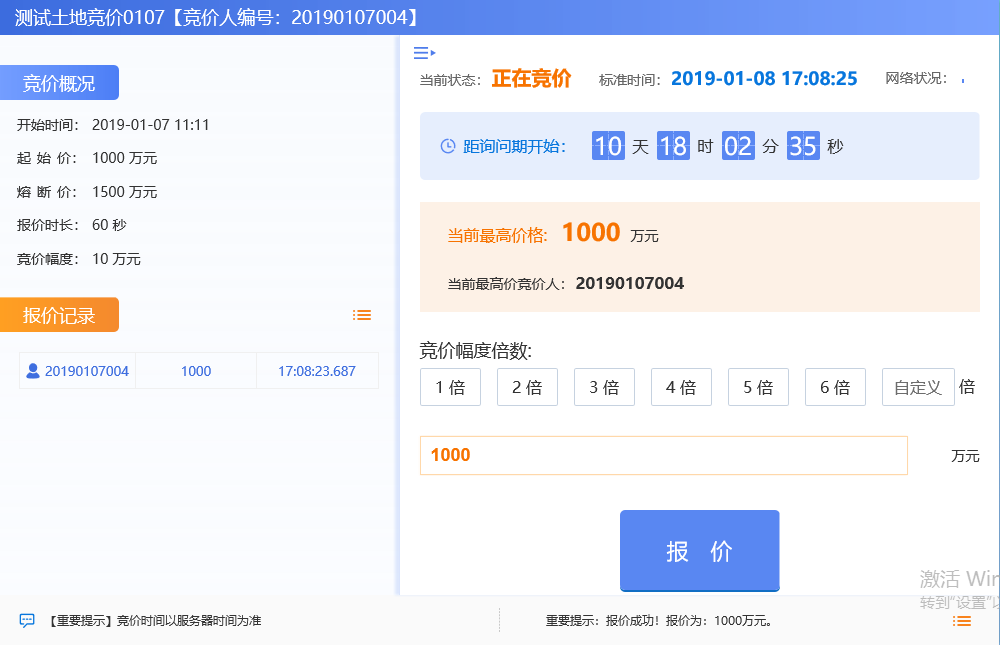 测试土地竞价0107【竞价人编号：20190107004】
竞价概况
开始时间： 2019-01-07 11:11
起 始 价： 1000 万元
熔 断 价： 1500 万元
报价时长： 60 秒
竞价幅度： 10 万元
报价记录
20190107004 1000 17:08:23.687
当前状态： 正在竞价 标准时间： 2019-01-08 17:08:25 网络状况：
距询问期开始： 10 天 18 时 02 分 35 秒
当前最高价格： 1000 万元
当前最高价竞价人： 20190107004
竞价幅度倍数:
1 倍 2 倍 3 倍 4 倍 5 倍 6 倍 自定义 倍
1000 万元
报 价
激活 Win
转到"设置"以
【重要提示】竞价时间以服务器时间为准
重要提示：报价成功！报价为：1000万元。